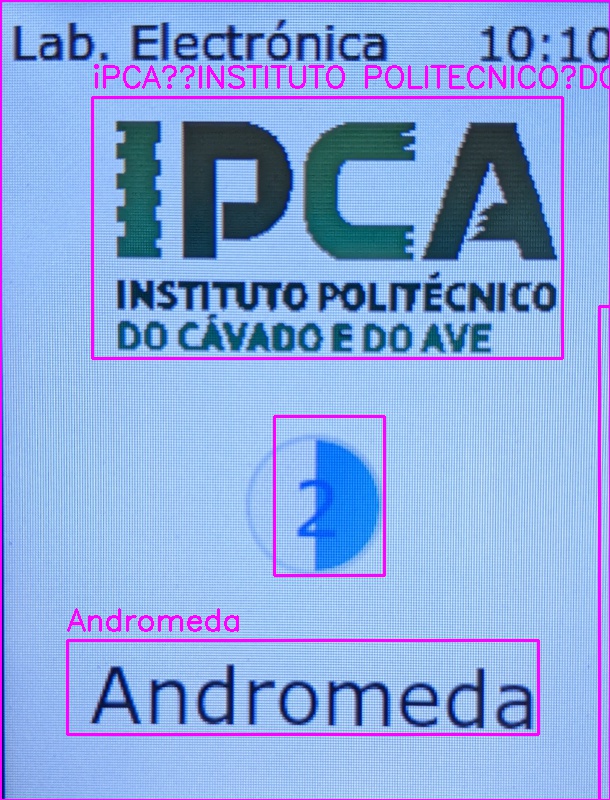 Lab. Electrónica 10:10
iPCA??INSTITUTO POLITECNICO?DO
IPCA
INSTITUTO POLITÉCNICO
DO CÁVADO E DO AVE
2
Andromeda
Andromeda